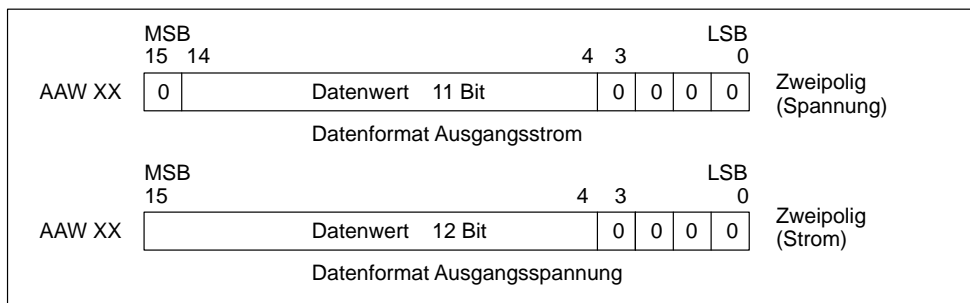 MSB LSB
15 14 4 3 0
AAW XX 0 Datenwert 11 Bit 0 0 0 0 Zweipolig
(Spannung)
Datenformat Ausgangsstrom
MSB LSB
15 4 3 0
AAW XX Datenwert 12 Bit 0 0 0 0 Zweipolig
(Strom)
Datenformat Ausgangsspannung